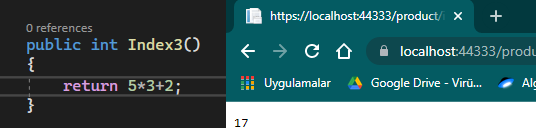 0 references
public int Index3()
{
return 5*3+2;
}
https://localhost:44333/product/
localhost:44333/produ
Uygulamalar
Google Drive - Virü...
17